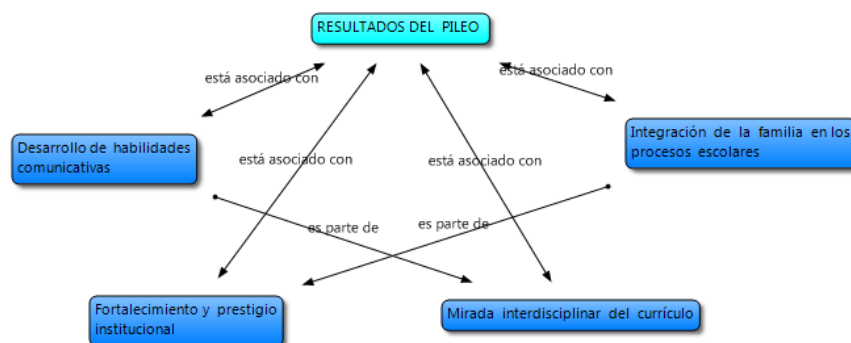 RESULTADOS DEL PILEO
está asociado con
está asociado con
Desarrollo de habilidades
comunicativas
Integración de la familia en los
procesos escolares
está asociado con
está asociado con
es parte de
es parte de
Fortalecimiento y prestigio
institucional
Mirada interdisciplinar del currículo